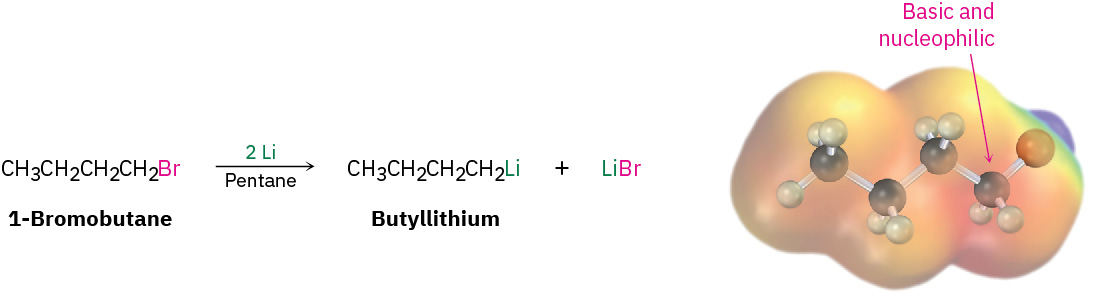 Basic and
nucleophilic
CH₃CH₂CH₂CH₂Br
2 Li
Pentane
CH₃CH₂CH₂CH₂Li + LiBr
1-Bromobutane
Butyllithium